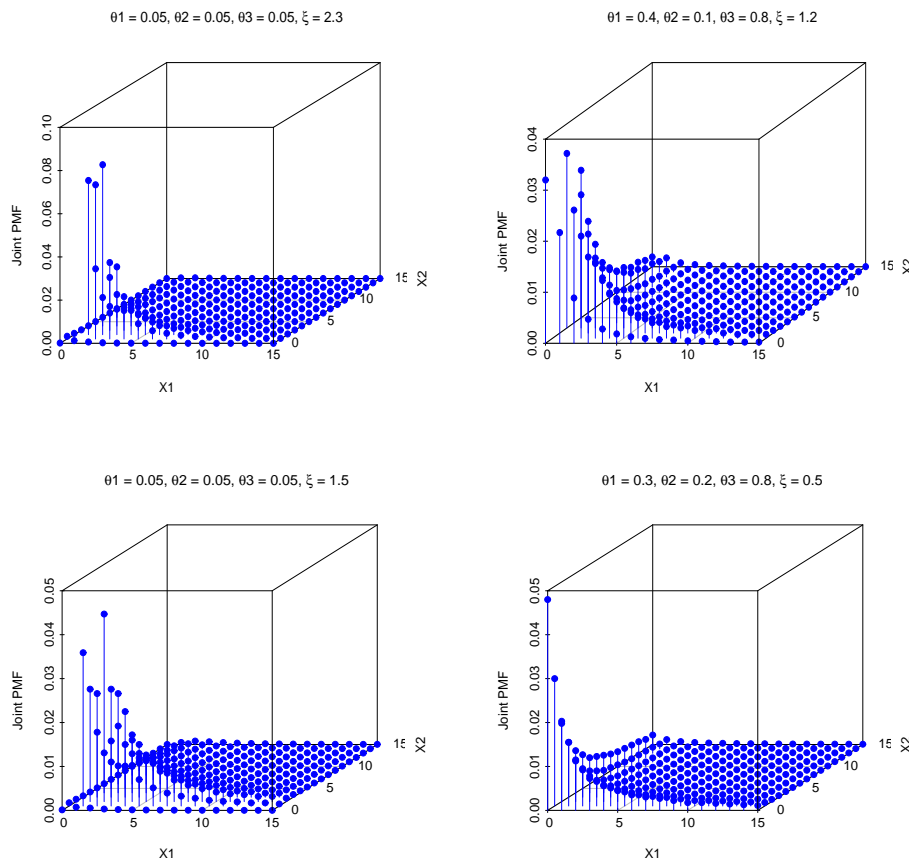 θ1 = 0.05, θ2 = 0.05, θ3 = 0.05, ξ = 2.3
Joint PMF
0.00 0.02 0.04 0.06 0.08 0.10
0 5 10 15
X1
0 5 10 15
X2
θ1 = 0.4, θ2 = 0.1, θ3 = 0.8, ξ = 1.2
Joint PMF
0.00 0.01 0.02 0.03 0.04
0 5 10 15
X1
0 5 10 15
X2
θ1 = 0.05, θ2 = 0.05, θ3 = 0.05, ξ = 1.5
Joint PMF
0.00 0.01 0.02 0.03 0.04 0.05
0 5 10 15
X1
0 5 10 15
X2
θ1 = 0.3, θ2 = 0.2, θ3 = 0.8, ξ = 0.5
Joint PMF
0.00 0.01 0.02 0.03 0.04 0.05
0 5 10 15
X1
0 5 10 15
X2